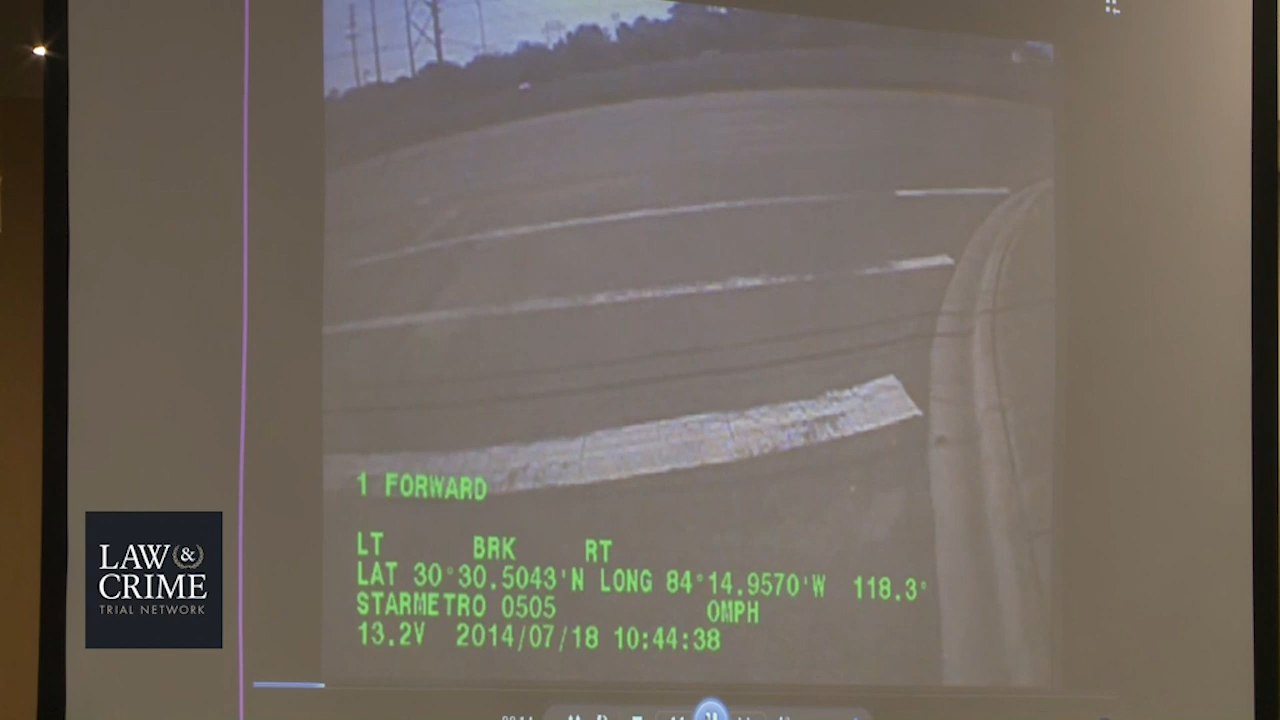 1 FORWARD
LT BRK RT
LAT 30°30.5043'N LONG 84°14.9570'W 118.3°
STARMETRO 0505 0MPH
13.2V 2014/07/18 10:44:38
LAW &
CRIME
TRIAL NETWORK